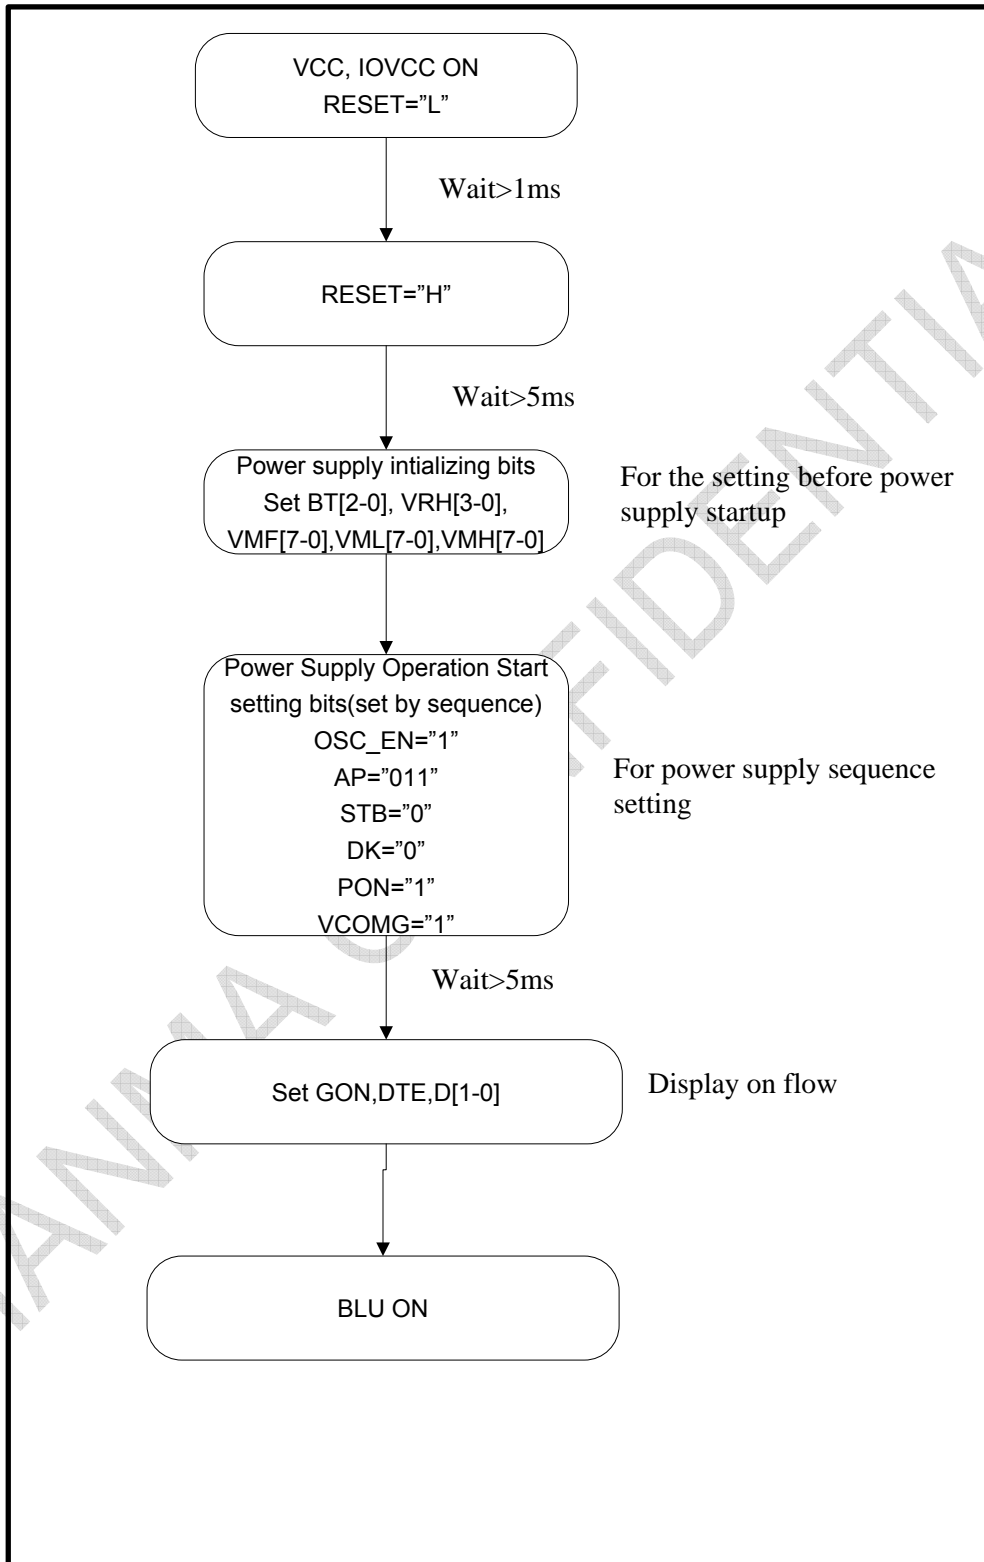 VCC, IOVCC ON
RESET=”L”
Wait>1ms
RESET=”H”
Wait>5ms
Power supply intializing bits
Set BT[2-0], VRH[3-0],
VMF[7-0],VML[7-0],VMH[7-0]
For the setting before power
supply startup
Power Supply Operation Start
setting bits(set by sequence)
OSC_EN=”1”
AP=”011”
STB=”0”
DK=”0”
PON=”1”
VCOMG=”1”
For power supply sequence
setting
Wait>5ms
Set GON,DTE,D[1-0]
Display on flow
BLU ON